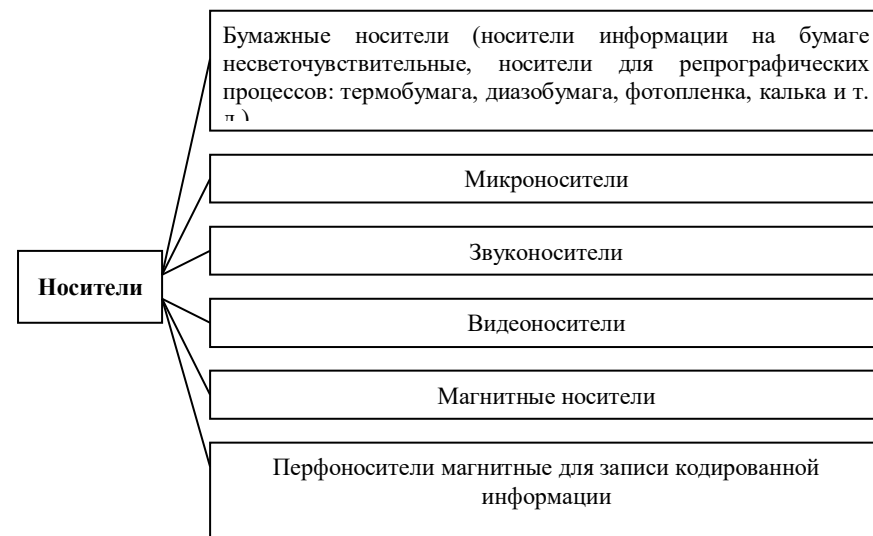 Бумажные носители (носители информации на бумаге
несветочувствительные, носители для репрографических
процессов: термобумага, диазобумага, фотопленка, калька и т.
д.)
Микроносители
Звуконосители
Носители
Видеоносители
Магнитные носители
Перфоносители магнитные для записи кодированной
информации